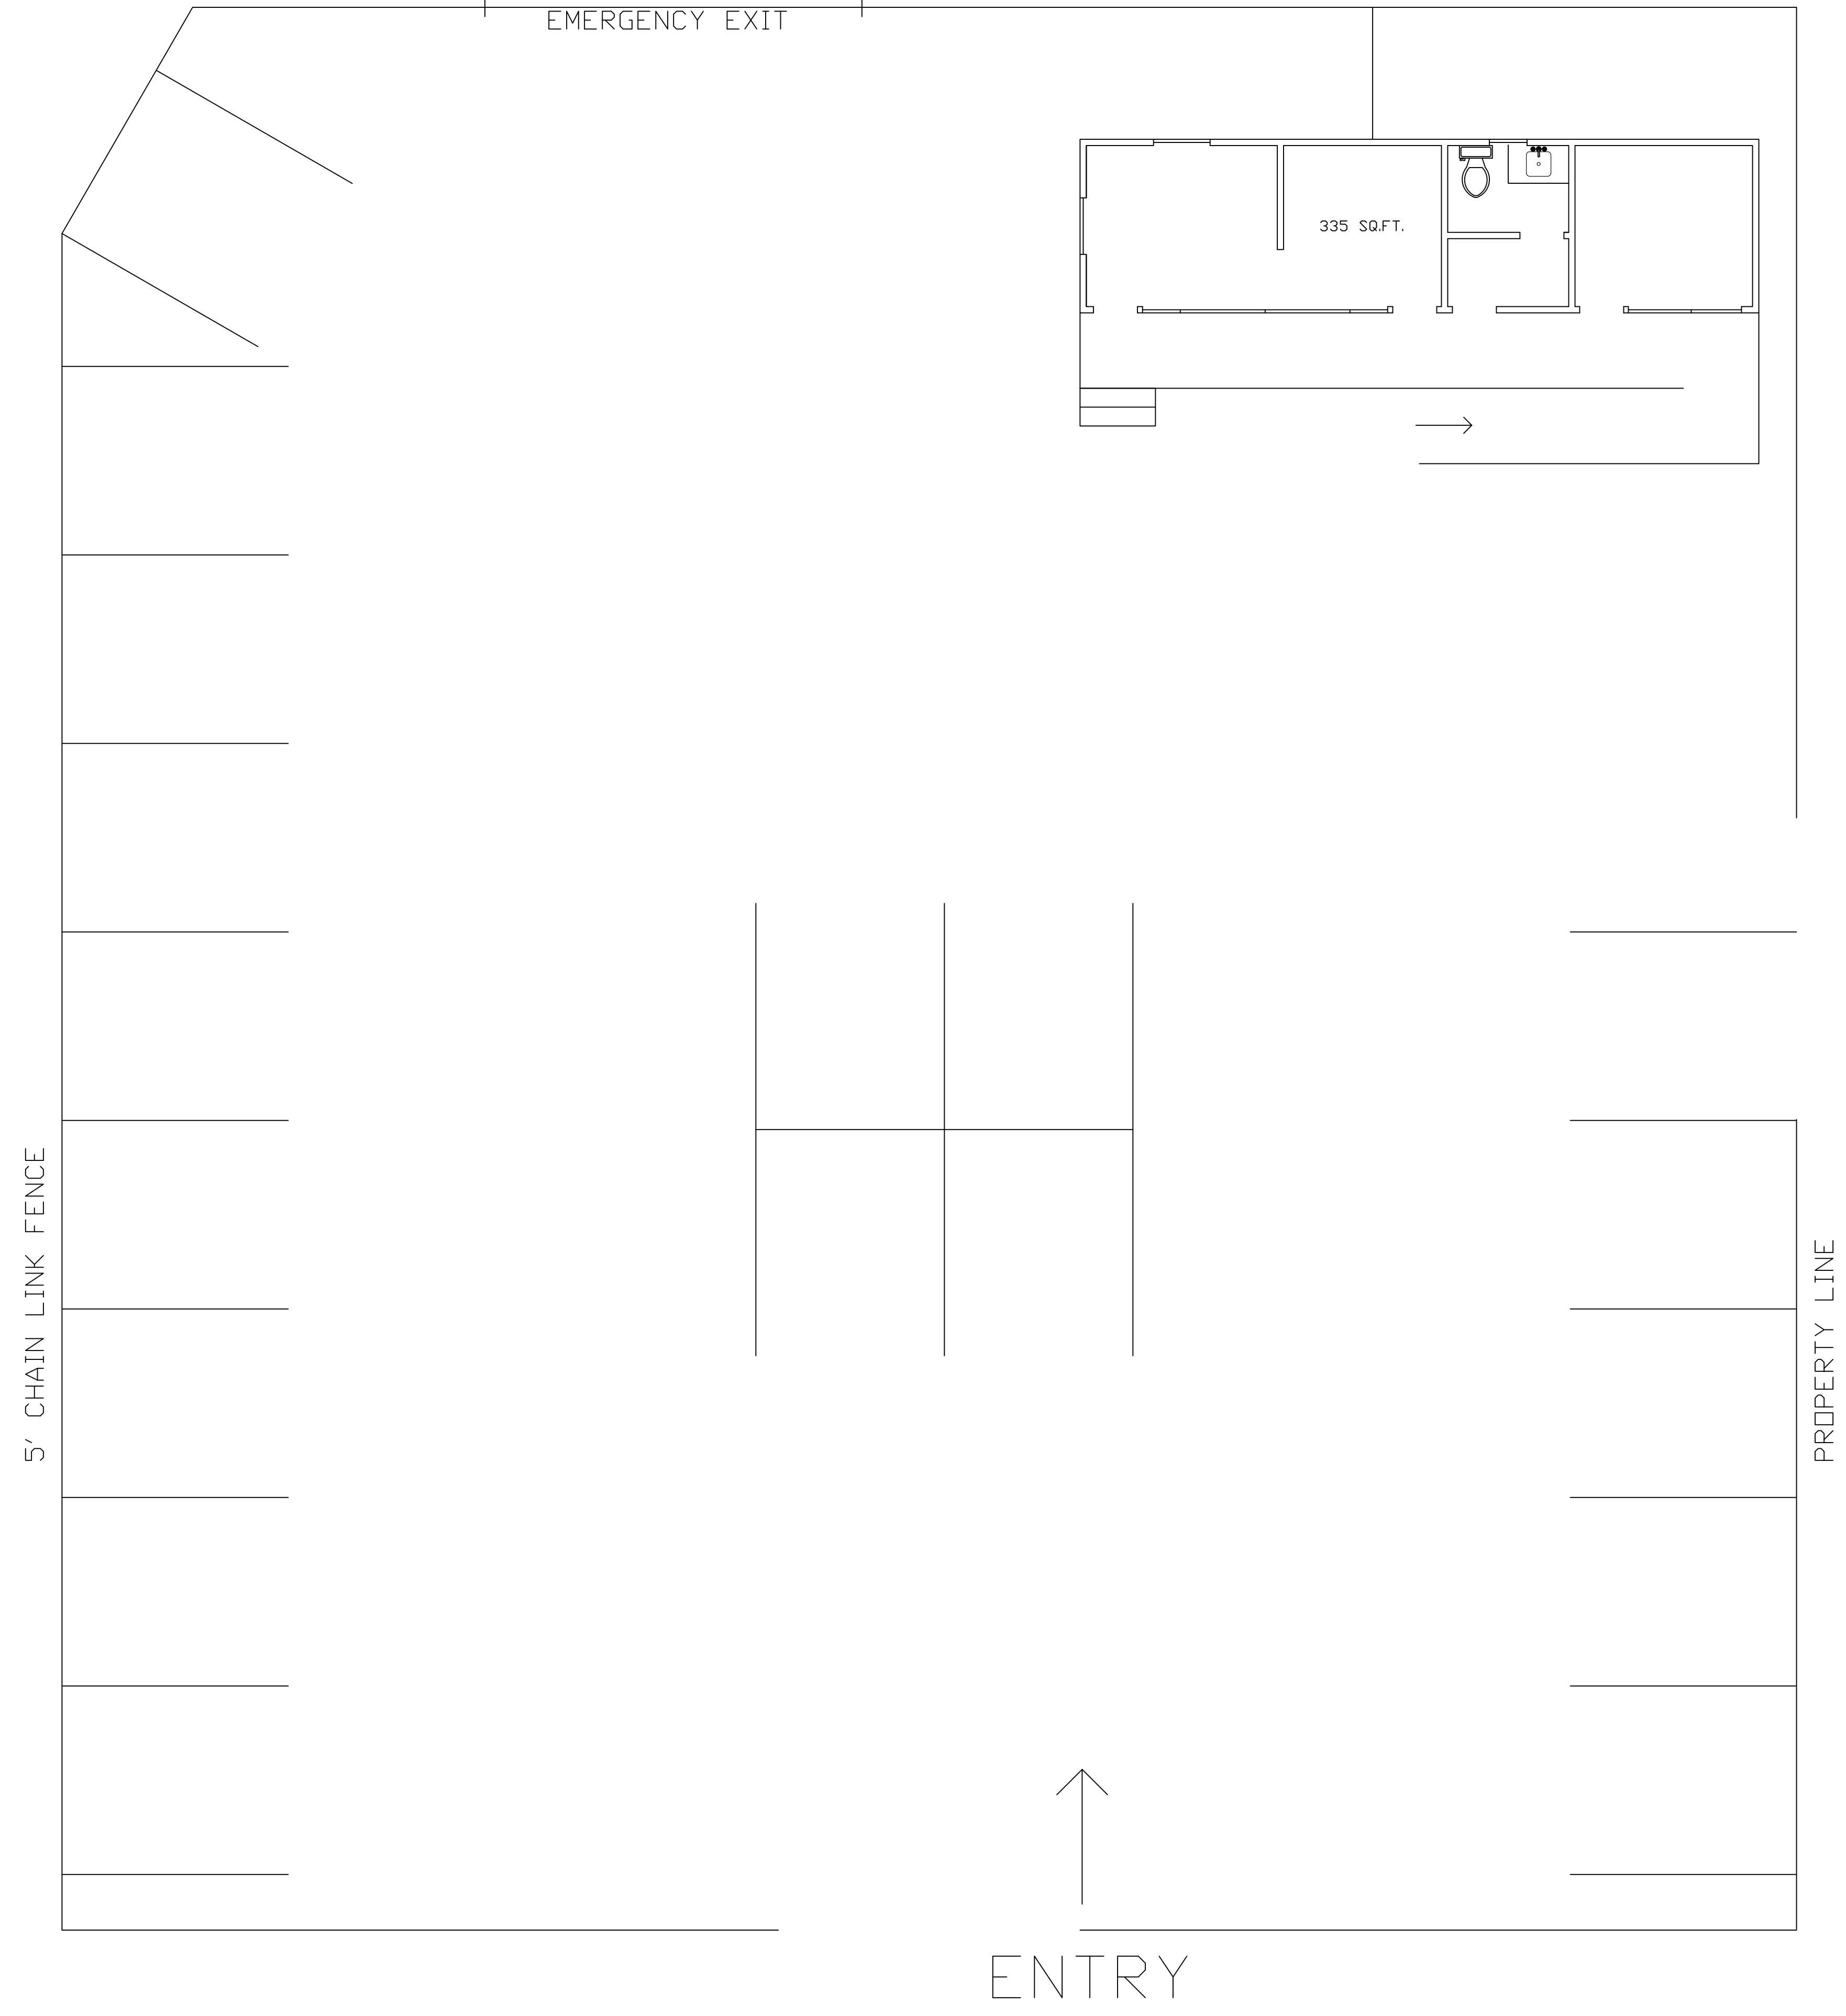 EMERGENCY EXIT
335 SQ.FT.
5' CHAIN LINK FENCE
PROPERTY LINE
ENTRY